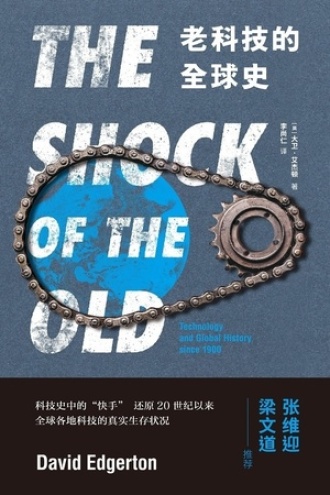 THE
SHOCK
OF THE
OLD
老科技的
全球史
[英]大卫·艾杰顿 著
李尚仁 译
Technology
and Global History
since 1900
科技史中的“快手” 还原20世纪以来
全球各地科技的真实生存状况
David Edgerton
张维迎
梁文道
推荐